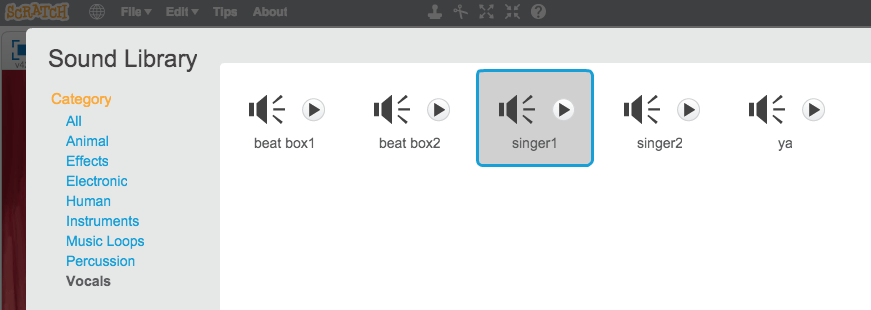 SCRATCH File Edit Tips About
Sound Library
Category
All
Animal
Effects
Electronic
Human
Instruments
Music Loops
Percussion
Vocals
beat box1 beat box2 singer1 singer2 ya